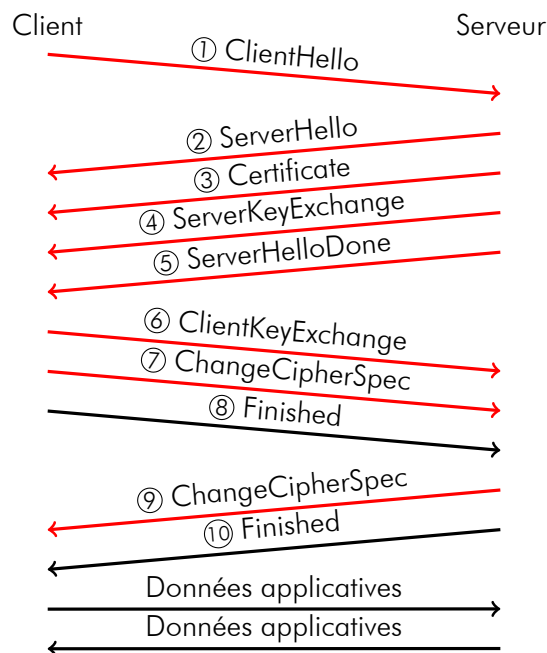 Client Serveur
① ClientHello
② ServerHello
③ Certificate
④ ServerKeyExchange
⑤ ServerHelloDone
⑥ ClientKeyExchange
⑦ ChangeCipherSpec
⑧ Finished
⑨ ChangeCipherSpec
⑩ Finished
Données applicatives
Données applicatives